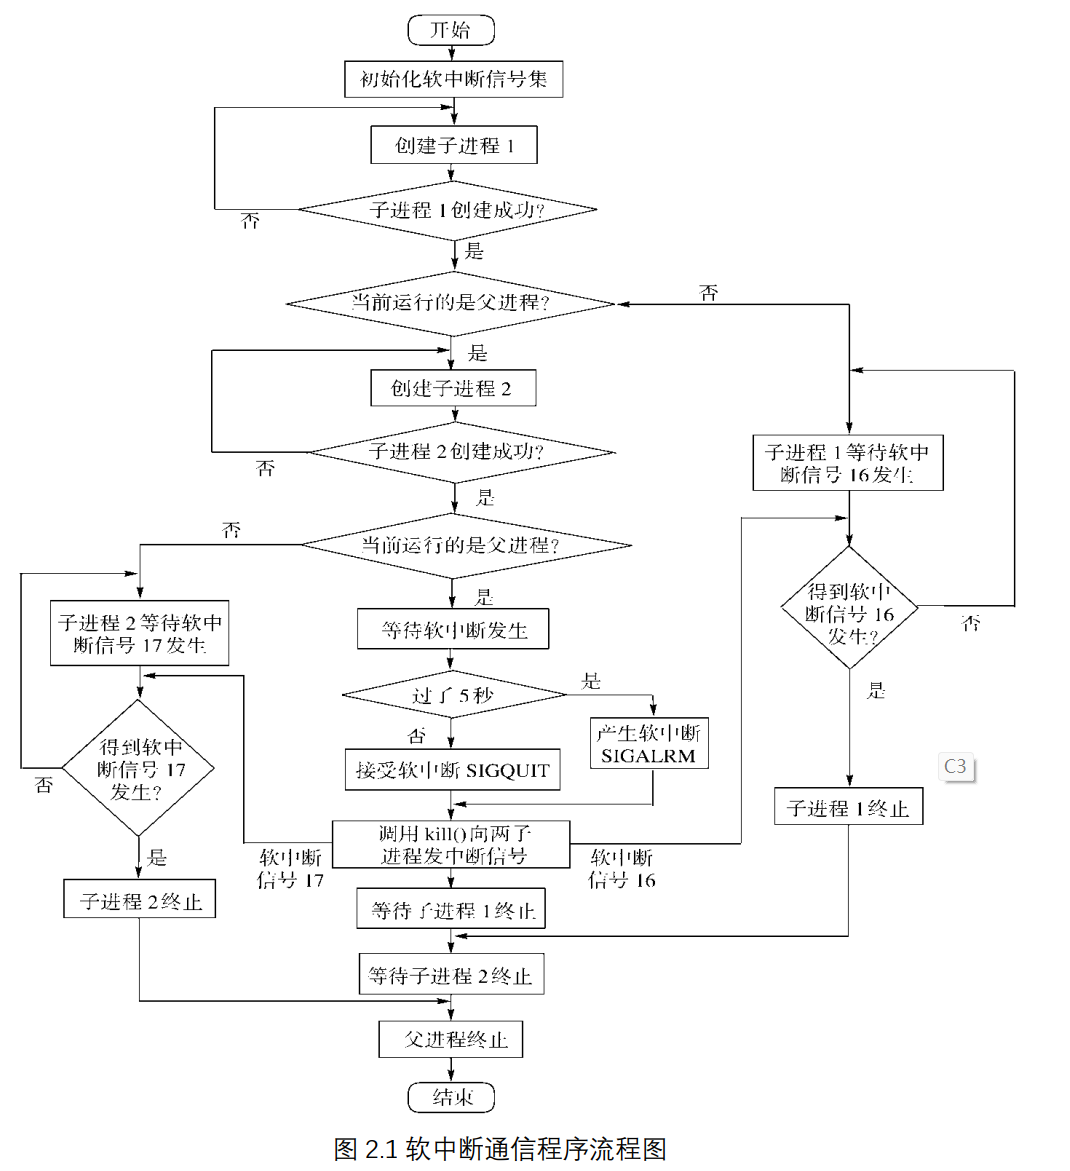 开始
初始化软中断信号集
创建子进程 1
子进程 1 创建成功?
否
是
当前运行的是父进程?
否
是
创建子进程 2
子进程 2 创建成功?
否
是
子进程 1 等待软中
断信号 16 发生
当前运行的是父进程?
否
是
得到软中
断信号 16
发生?
否
是
子进程 2 等待软中
断信号 17 发生
等待软中断发生
过了 5 秒
是
否
产生软中断
SIGALRM
得到软中
断信号 17
发生?
否
是
接受软中断 SIGQUIT
C3
子进程 1 终止
调用 kill() 向两子
进程发中断信号
软中断
信号 17
软中断
信号 16
子进程 2 终止
等待子进程 1 终止
等待子进程 2 终止
父进程终止
结束
图 2.1 软中断通信程序流程图